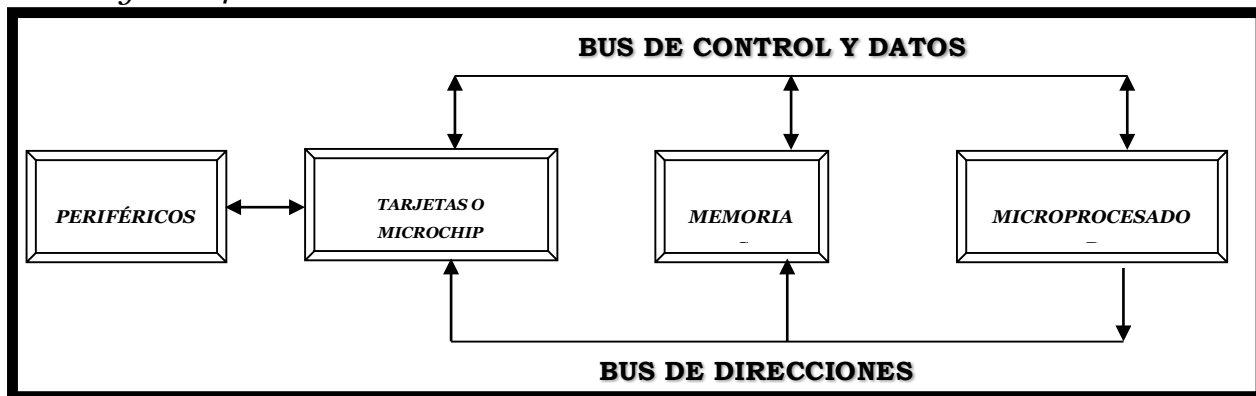 BUS DE CONTROL Y DATOS
PERIFÉRICOS
TARJETAS O
MICROCHIP
MEMORIA
MICROPROCESADO
BUS DE DIRECCIONES